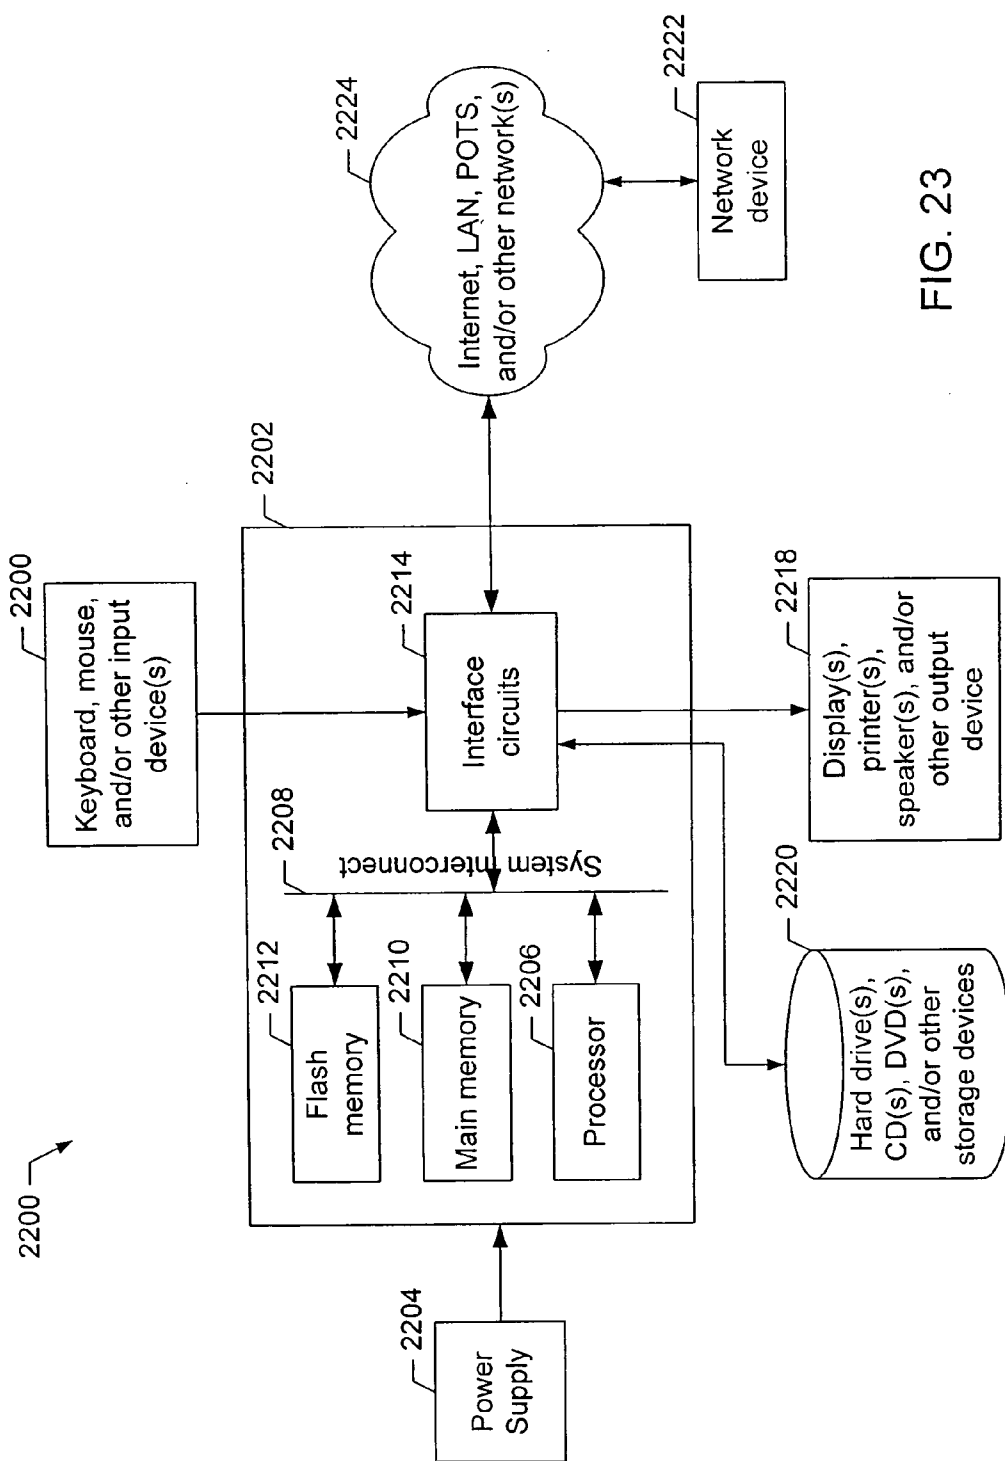 2200
2200
Keyboard, mouse,
and/or other input
device(s)
2202
2204
Power
Supply
2212
Flash
memory
2210
Main memory
2206
Processor
2208
System Interconnect
2214
Interface
circuits
2224
Internet, LAN, POTS,
and/or other network(s)
2222
Network
device
2220
Hard drive(s),
CD(s), DVD(s),
and/or other
storage devices
2218
Display(s),
printer(s),
speaker(s), and/or
other output
device
FIG. 23